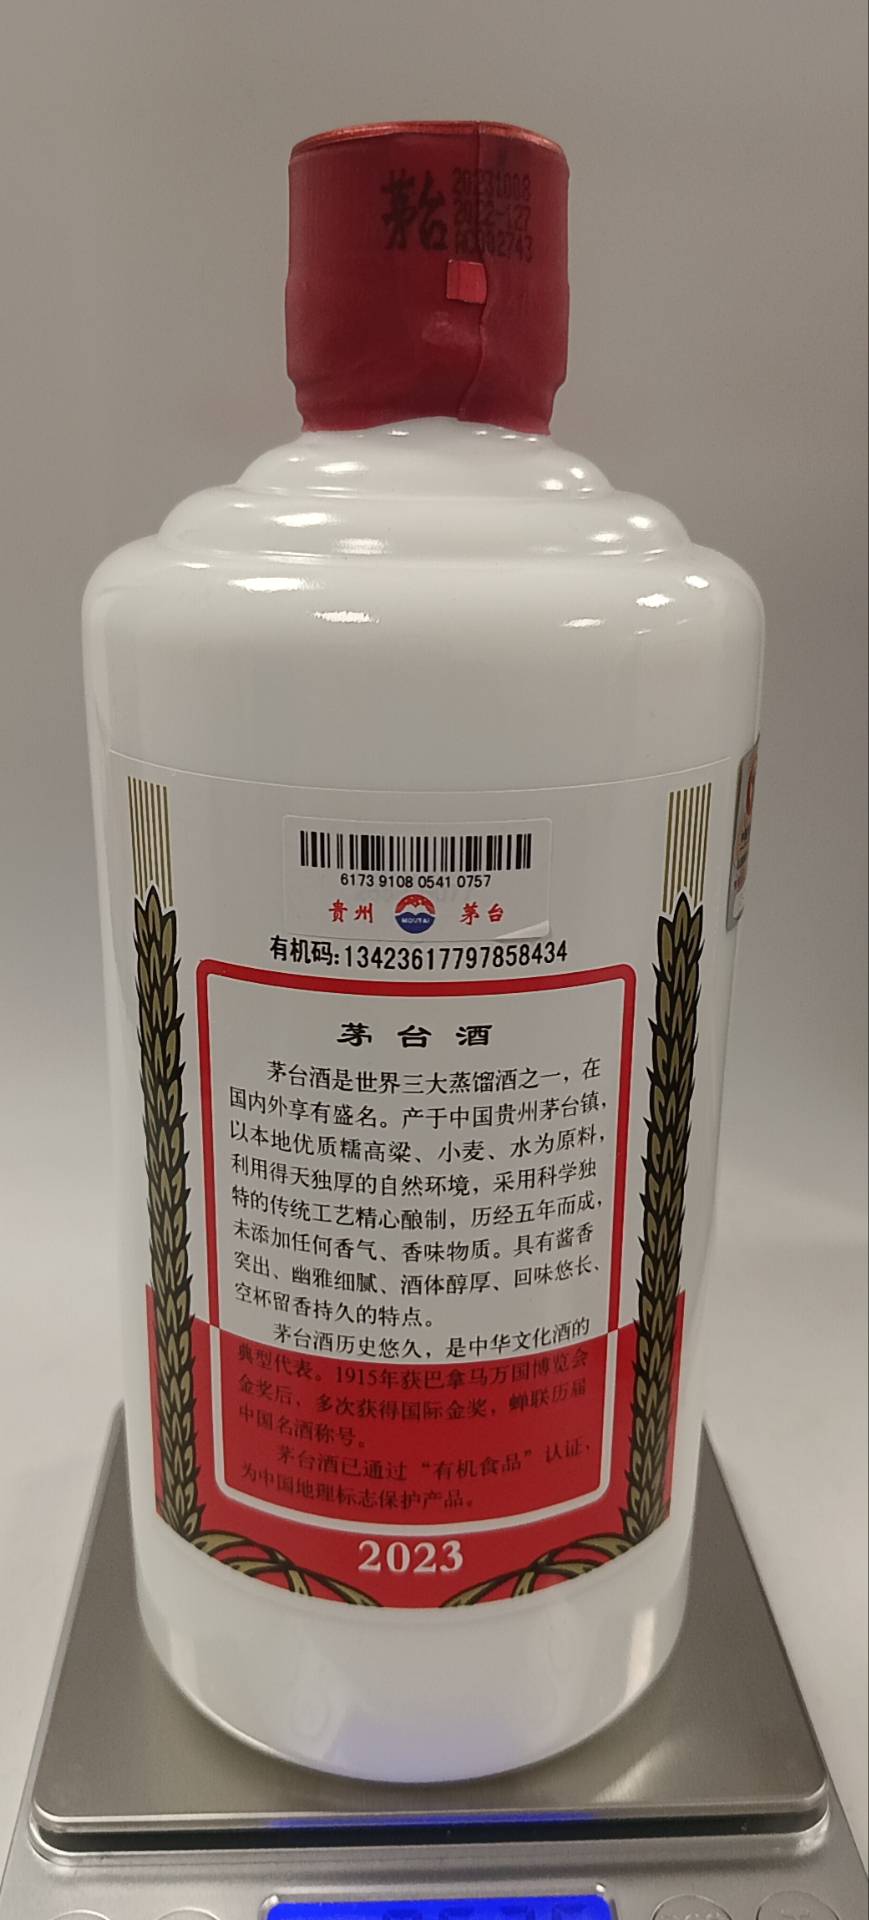 茅台
20231008
2022-127
AC002743
6173 9108 0541 0757
贵州 MOUTAI 茅台
有机码:13423617797858434
茅台酒
茅台酒是世界三大蒸馏酒之一，在
国内外享有盛名。产于中国贵州茅台镇，
以本地优质糯高粱、小麦、水为原料，
利用得天独厚的自然环境，采用科学独
特的传统工艺精心酿制，历经五年而成，
未添加任何香气、香味物质。具有酱香
突出、幽雅细腻、酒体醇厚、回味悠长、
空杯留香持久的特点。
茅台酒历史悠久，是中华文化酒的
典型代表。1915年获巴拿马万国博览会
金奖后，多次获得国际金奖，蝉联历届
中国名酒称号。
茅台酒已通过“有机食品”认证，
为中国地理标志保护产品。
2023